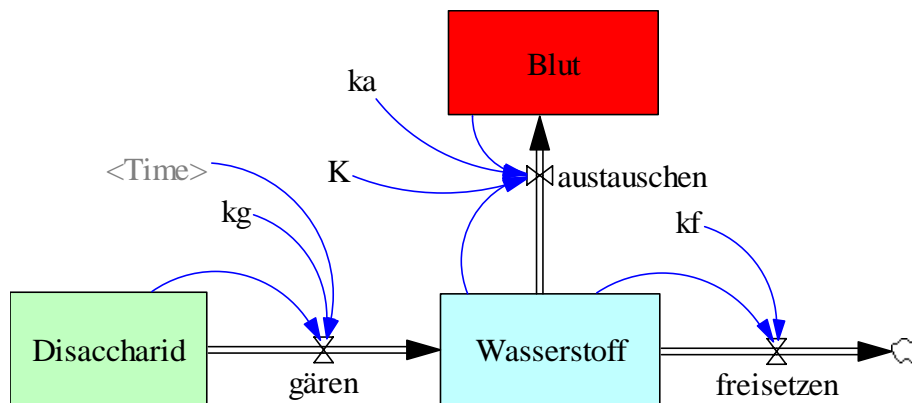 Blut
ka
<Time>
K
austauschen
kg
kf
Disaccharid
Wasserstoff
gären
freisetzen